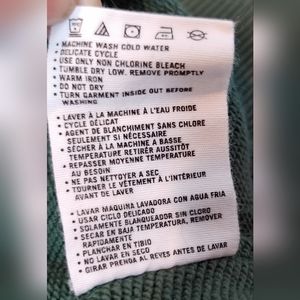 • MACHINE WASH COLD WATER
• DELICATE CYCLE
• USE ONLY NON CHLORINE BLEACH
• TUMBLE DRY LOW. REMOVE PROMPTLY
• WARM IRON
• DO NOT DRY
• TURN GARMENT INSIDE OUT BEFORE
WASHING
• LAVER À LA MACHINE À L'EAU FROIDE
• CYCLE DÉLICAT
• AGENT DE BLANCHIMENT SANS CHLORE
SEULEMENT SI NÉCESSAIRE
• SÉCHER À LA MACHINE A BASSE
TEMPERATURE RETIRER AUSSITÔT
• REPASSER MOYENNE TEMPERATURE
AU BESOIN
• NE PAS NETTOYER A SEC
• TOURNER LE VÊTEMENT À L'INTÉRIEUR
AVANT DE LAVER
• LAVAR MAQUINA LAVADORA CON AGUA FRIA
• USAR CICLO DELICADO
• SOLAMENTE BLANQUEADOR SIN CLORO
• SECAR EN BAJA TEMPERATURA, REMOVER
RAPIDAMENTE
• PLANCHAR EN TIBIO
• NO LAVAR EN SECO
• GIRAR PRENDA AL REVES ANTES DE LAVAR